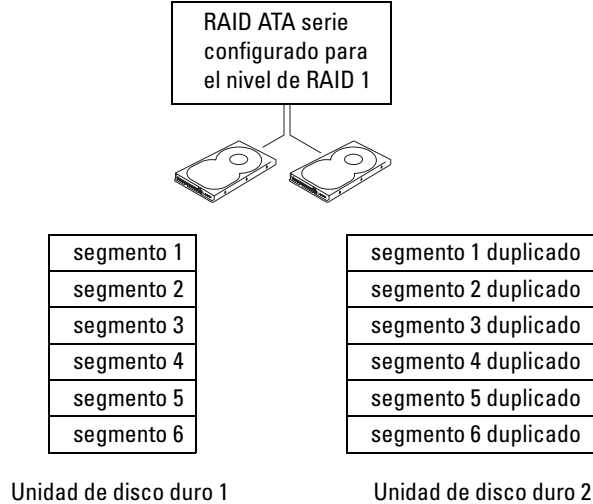 RAID ATA serie
configurado para
el nivel de RAID 1
segmento 1
segmento 2
segmento 3
segmento 4
segmento 5
segmento 6
Unidad de disco duro 1
segmento 1 duplicado
segmento 2 duplicado
segmento 3 duplicado
segmento 4 duplicado
segmento 5 duplicado
segmento 6 duplicado
Unidad de disco duro 2